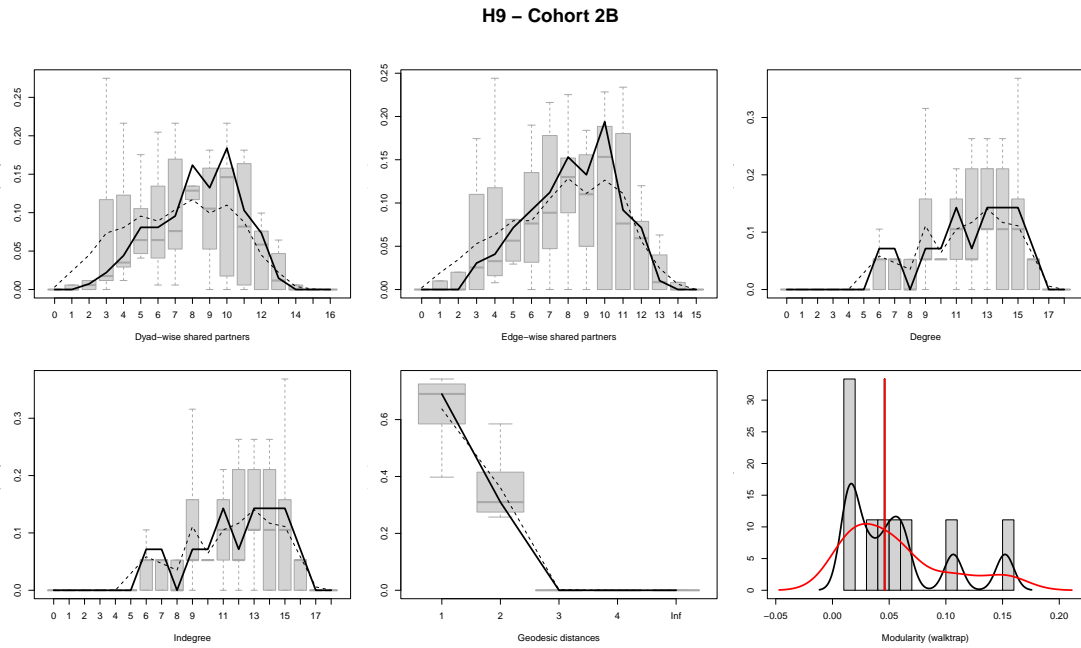 H9 – Cohort 2B
0.00 0.05 0.10 0.15 0.20 0.25
0 1 2 3 4 5 6 7 8 9 10 11 12 13 14 16
Dyad−wise shared partners
0.00 0.05 0.10 0.15 0.20 0.25
0 1 2 3 4 5 6 7 8 9 10 11 12 13 14 15
Edge−wise shared partners
0.0 0.1 0.2 0.3
0 1 2 3 4 5 6 7 8 9 11 13 15 17
Degree
0.0 0.1 0.2 0.3
0 1 2 3 4 5 6 7 8 9 11 13 15 17
Indegree
0.0 0.2 0.4 0.6
1 2 3 4 Inf
Geodesic distances
0 5 10 15 20 25 30
−0.05 0.00 0.05 0.10 0.15 0.20
Modularity (walktrap)